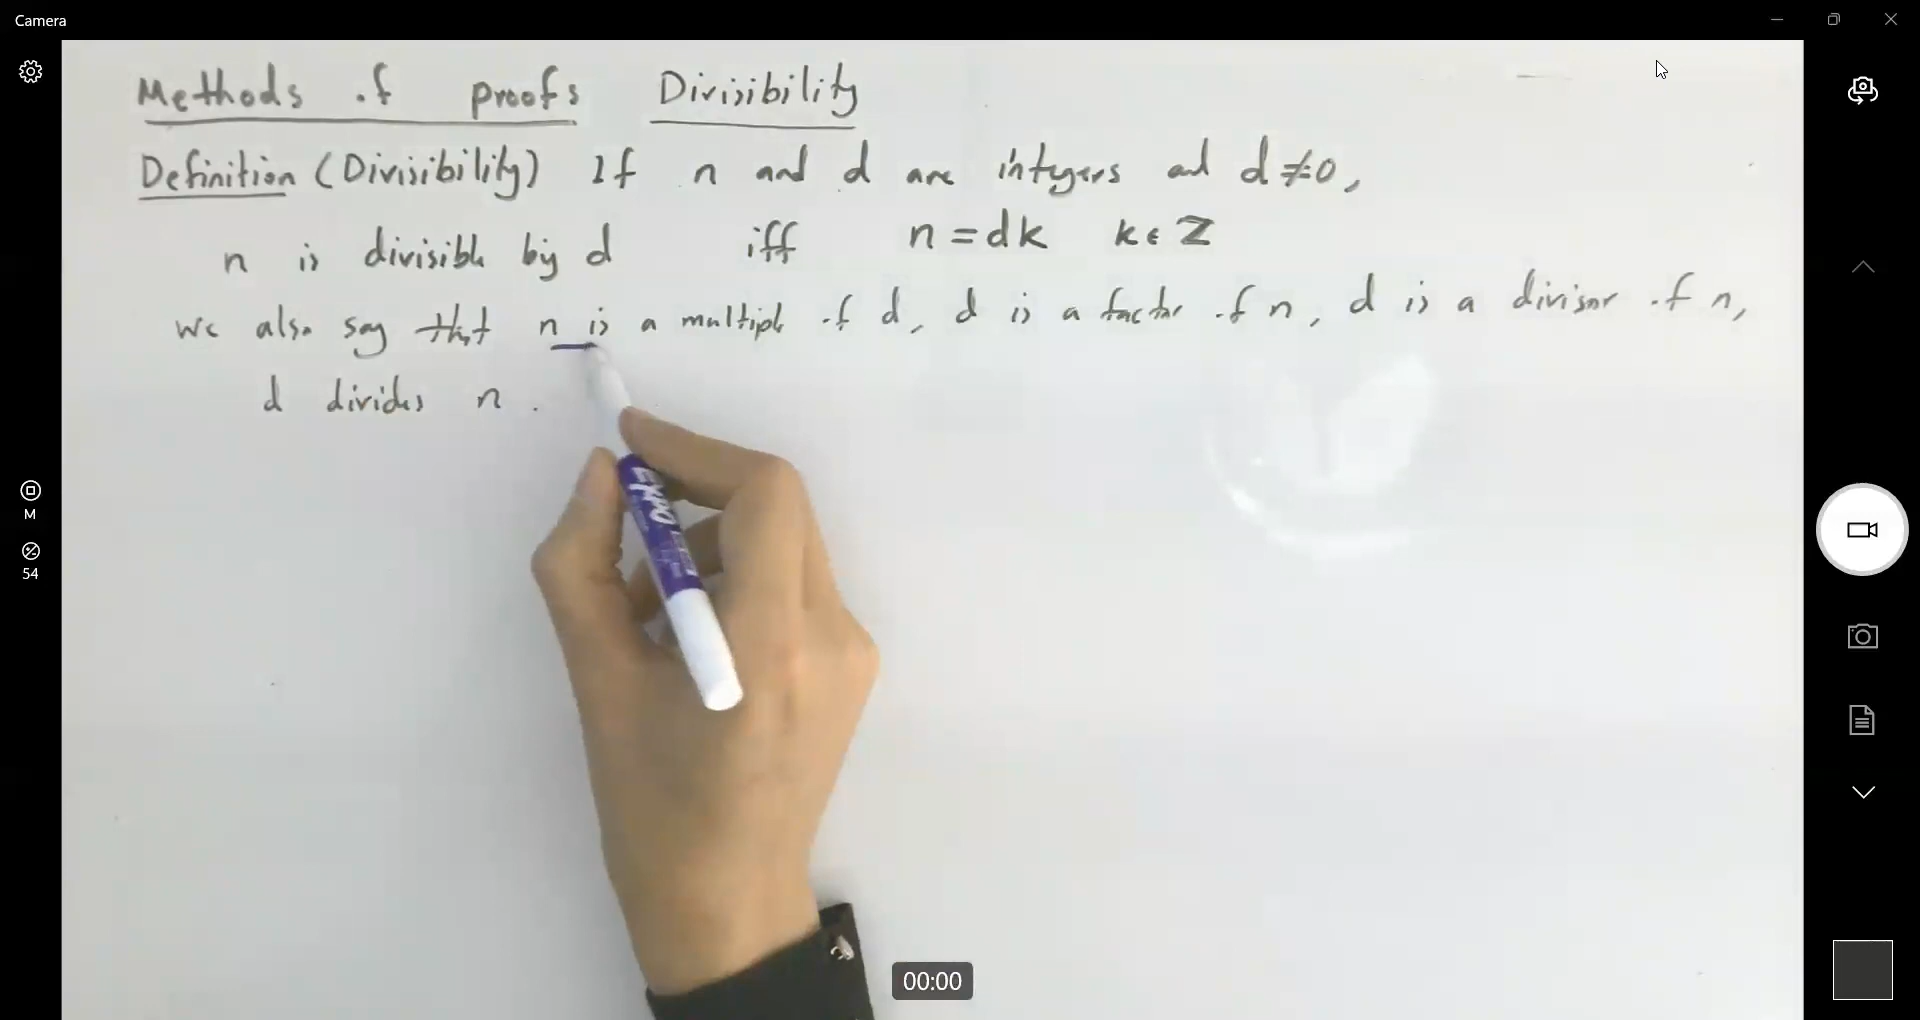 Camera
Methods of proofs Divisibility
Definition (Divisibility) If n and d are integers and d≠0,
n is divisible by d iff n = dk k ∈ ℤ
we also say that n is a multiple of d, d is a factor of n, d is a divisor of n,
d divides n.
M
54
EXPO
00:00